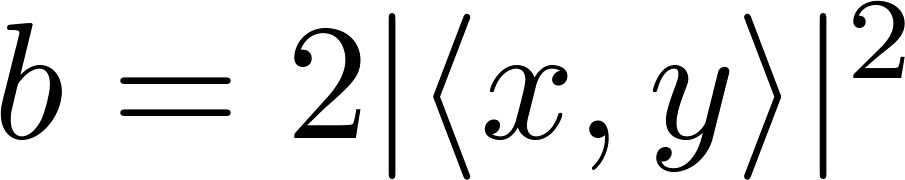 b = 2|⟨x, y⟩|²